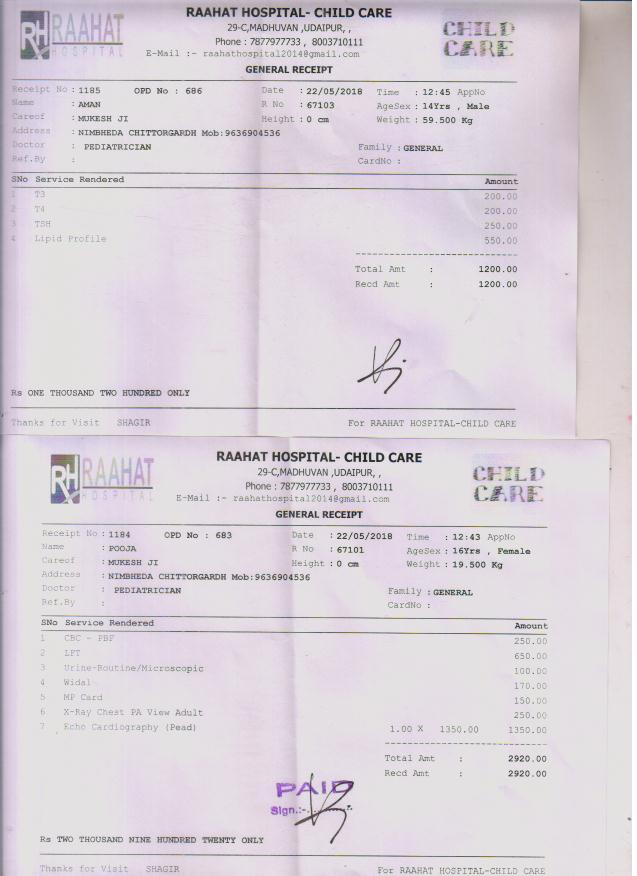 RH RAAHAT
HOSPITAL
RAAHAT HOSPITAL- CHILD CARE
29-C,MADHUVAN ,UDAIPUR, ,
Phone : 7877977733 , 8003710111
E-Mail :- raahathospital2014@gmail.com
CHILD
CARE
GENERAL RECEIPT
Receipt No : 1185 OPD No : 686 Date : 22/05/2018 Time : 12:45 AppNo
Name : AMAN R No : 67103 AgeSex : 14Yrs , Male
Careof : MUKESH JI Height : 0 cm Weight : 59.500 Kg
Address : NIMBHEDA CHITTORGARDH Mob:9636904536
Doctor : PEDIATRICIAN Family : GENERAL
Ref.By : CardNo :
SNo Service Rendered Amount
1 T3 200.00
2 T4 200.00
3 TSH 250.00
4 Lipid Profile 550.00
Total Amt : 1200.00
Recd Amt : 1200.00
Rs ONE THOUSAND TWO HUNDRED ONLY
Thanks for Visit SHAGIR For RAAHAT HOSPITAL-CHILD CARE
RH RAAHAT
HOSPITAL
RAAHAT HOSPITAL- CHILD CARE
29-C,MADHUVAN ,UDAIPUR, ,
Phone : 7877977733 , 8003710111
E-Mail :- raahathospital2014@gmail.com
CHILD
CARE
GENERAL RECEIPT
Receipt No : 1184 OPD No : 683 Date : 22/05/2018 Time : 12:43 AppNo
Name : POOJA R No : 67101 AgeSex : 16Yrs , Female
Careof : MUKESH JI Height : 0 cm Weight : 19.500 Kg
Address : NIMBHEDA CHITTORGARDH Mob:9636904536
Doctor : PEDIATRICIAN Family : GENERAL
Ref.By : CardNo :
SNo Service Rendered Amount
1 CBC - PBF 250.00
2 LFT 650.00
3 Urine-Routine/Microscopic 100.00
4 Widal 170.00
5 MP Card 150.00
6 X-Ray Chest PA View Adult 250.00
7 Echo Cardiography (Pead) 1.00 X 1350.00 1350.00
Total Amt : 2920.00
Recd Amt : 2920.00
PAID
Sign.:-
Rs TWO THOUSAND NINE HUNDRED TWENTY ONLY
Thanks for Visit SHAGIR For RAAHAT HOSPITAL-CHILD CARE